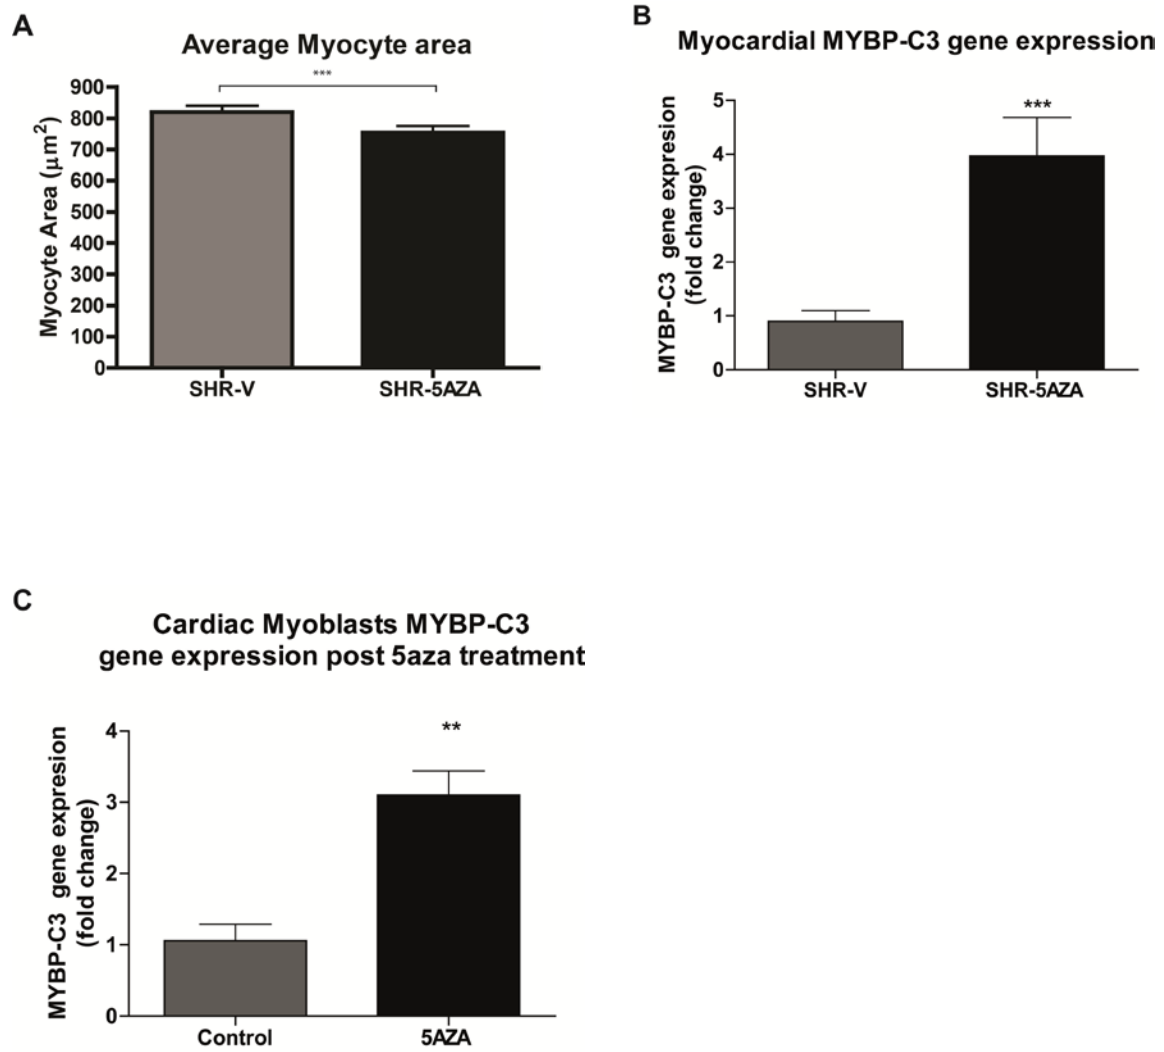 A
Average Myocyte area
***
900
800
700
600
500
400
300
200
100
0
Myocyte Area (μm2)
SHR-V
SHR-5AZA
B
Myocardial MYBP-C3 gene expression
***
5
4
3
2
1
0
MYBP-C3 gene expresion
(fold change)
SHR-V
SHR-5AZA
C
Cardiac Myoblasts MYBP-C3
gene expression post 5aza treatment
**
4
3
2
1
0
MYBP-C3 gene expresion
(fold change)
Control
5AZA